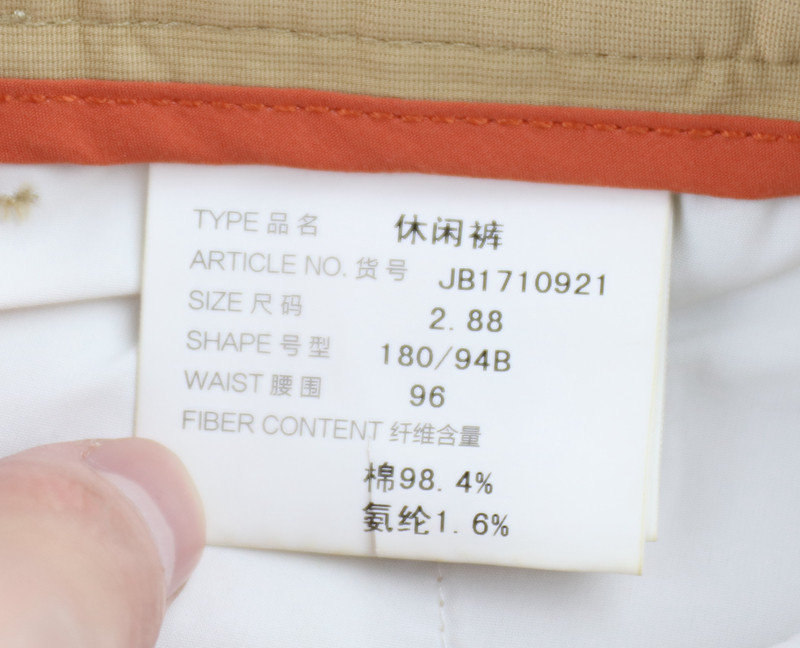 TYPE 品名 休闲裤
ARTICLE NO. 货号 JB1710921
SIZE 尺码 2.88
SHAPE 号型 180/94B
WAIST 腰围 96
FIBER CONTENT 纤维含量
棉98.4%
氨纶1.6%